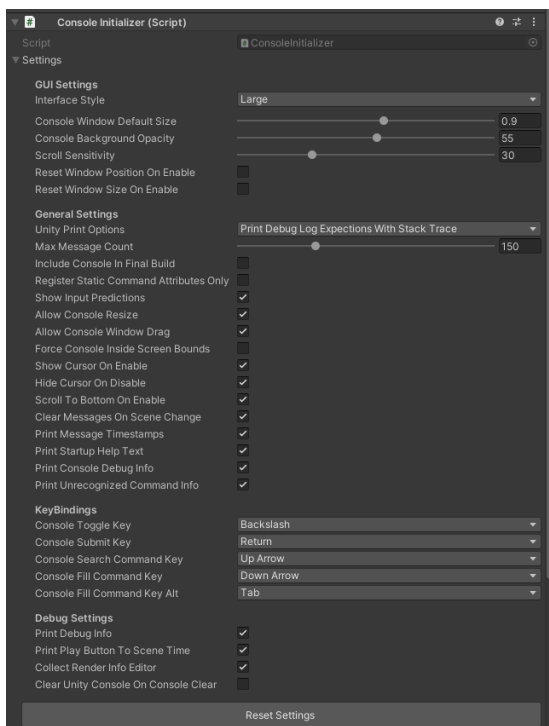 # Console Initializer (Script)
Script ConsoleInitializer
Settings
GUI Settings
Interface Style Large
Console Window Default Size 0.9
Console Background Opacity 55
Scroll Sensitivity 30
Reset Window Position On Enable
Reset Window Size On Enable
General Settings
Unity Print Options Print Debug Log Expections With Stack Trace
Max Message Count 150
Include Console In Final Build
Register Static Command Attributes Only
Show Input Predictions
Allow Console Resize
Allow Console Window Drag
Force Console Inside Screen Bounds
Show Cursor On Enable
Hide Cursor On Disable
Scroll To Bottom On Enable
Clear Messages On Scene Change
Print Message Timestamps
Print Startup Help Text
Print Console Debug Info
Print Unrecognized Command Info
KeyBindings
Console Toggle Key Backslash
Console Submit Key Return
Console Search Command Key Up Arrow
Console Fill Command Key Down Arrow
Console Fill Command Key Alt Tab
Debug Settings
Print Debug Info
Print Play Button To Scene Time
Collect Render Info Editor
Clear Unity Console On Console Clear
Reset Settings